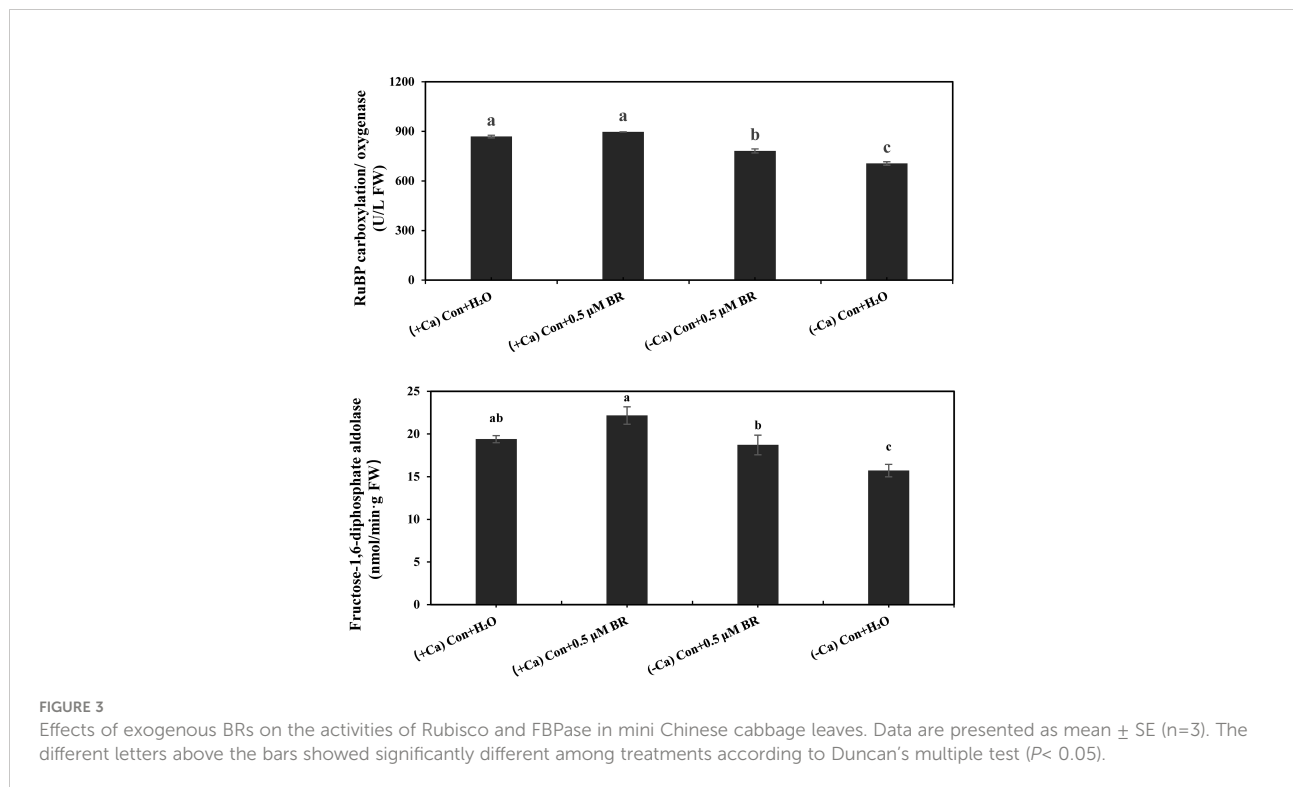 1200
900
600
300
0
RuBP carboxylation/ oxygenase
(U/L FW)
a
a
b
c
(+Ca) Con+H₂O
(+Ca) Con+0.5 µM BR
(-Ca) Con+0.5 µM BR
(-Ca) Con+H₂O
25
20
15
10
5
0
Fructose-1,6-diphosphate aldolase
(nmol/min·g FW)
ab
a
b
c
(+Ca) Con+H₂O
(+Ca) Con+0.5 µM BR
(-Ca) Con+0.5 µM BR
(-Ca) Con+H₂O
FIGURE 3
Effects of exogenous BRs on the activities of Rubisco and FBPase in mini Chinese cabbage leaves. Data are presented as mean ± SE (n=3). The
different letters above the bars showed significantly different among treatments according to Duncan's multiple test (P< 0.05).